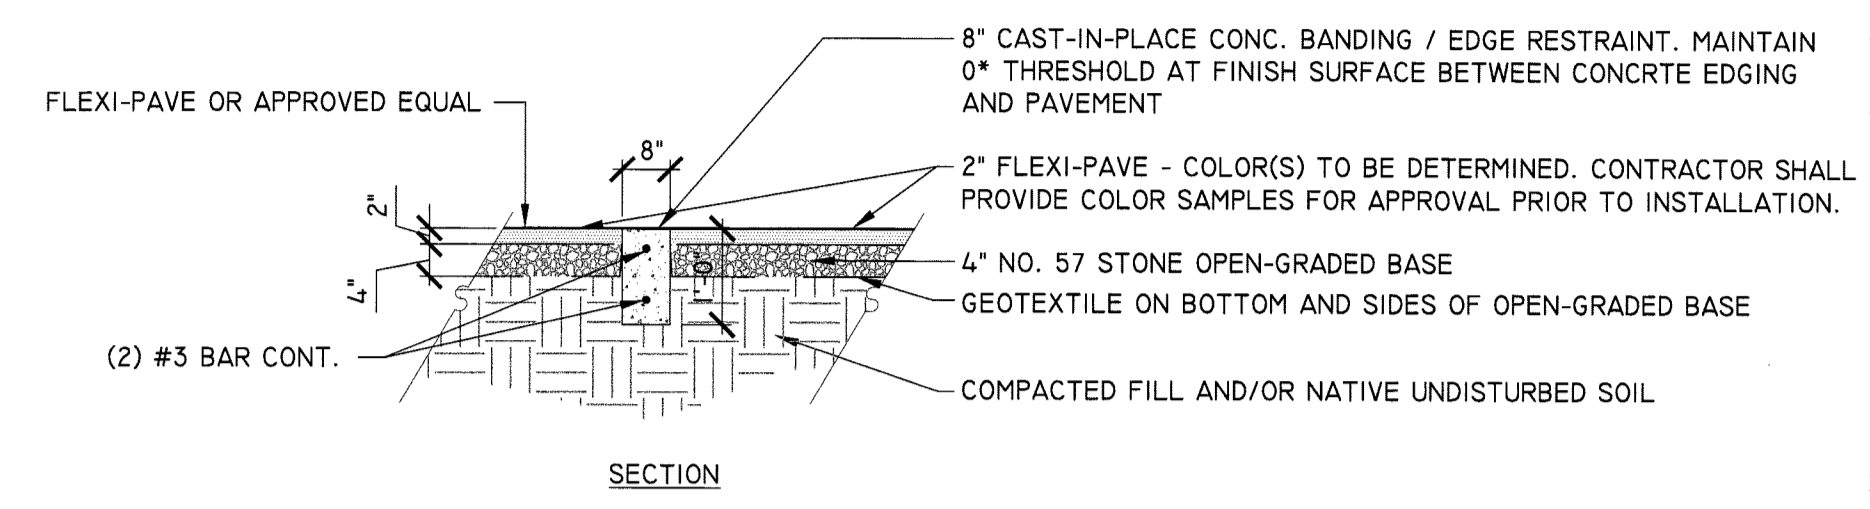 8" CAST-IN-PLACE CONC. BANDING / EDGE RESTRAINT. MAINTAIN
0* THRESHOLD AT FINISH SURFACE BETWEEN CONCRTE EDGING
AND PAVEMENT
FLEXI-PAVE OR APPROVED EQUAL
8"
2" FLEXI-PAVE - COLOR(S) TO BE DETERMINED. CONTRACTOR SHALL
PROVIDE COLOR SAMPLES FOR APPROVAL PRIOR TO INSTALLATION.
2"
4"
1'-0"
4" NO. 57 STONE OPEN-GRADED BASE
GEOTEXTILE ON BOTTOM AND SIDES OF OPEN-GRADED BASE
(2) #3 BAR CONT.
COMPACTED FILL AND/OR NATIVE UNDISTURBED SOIL
SECTION